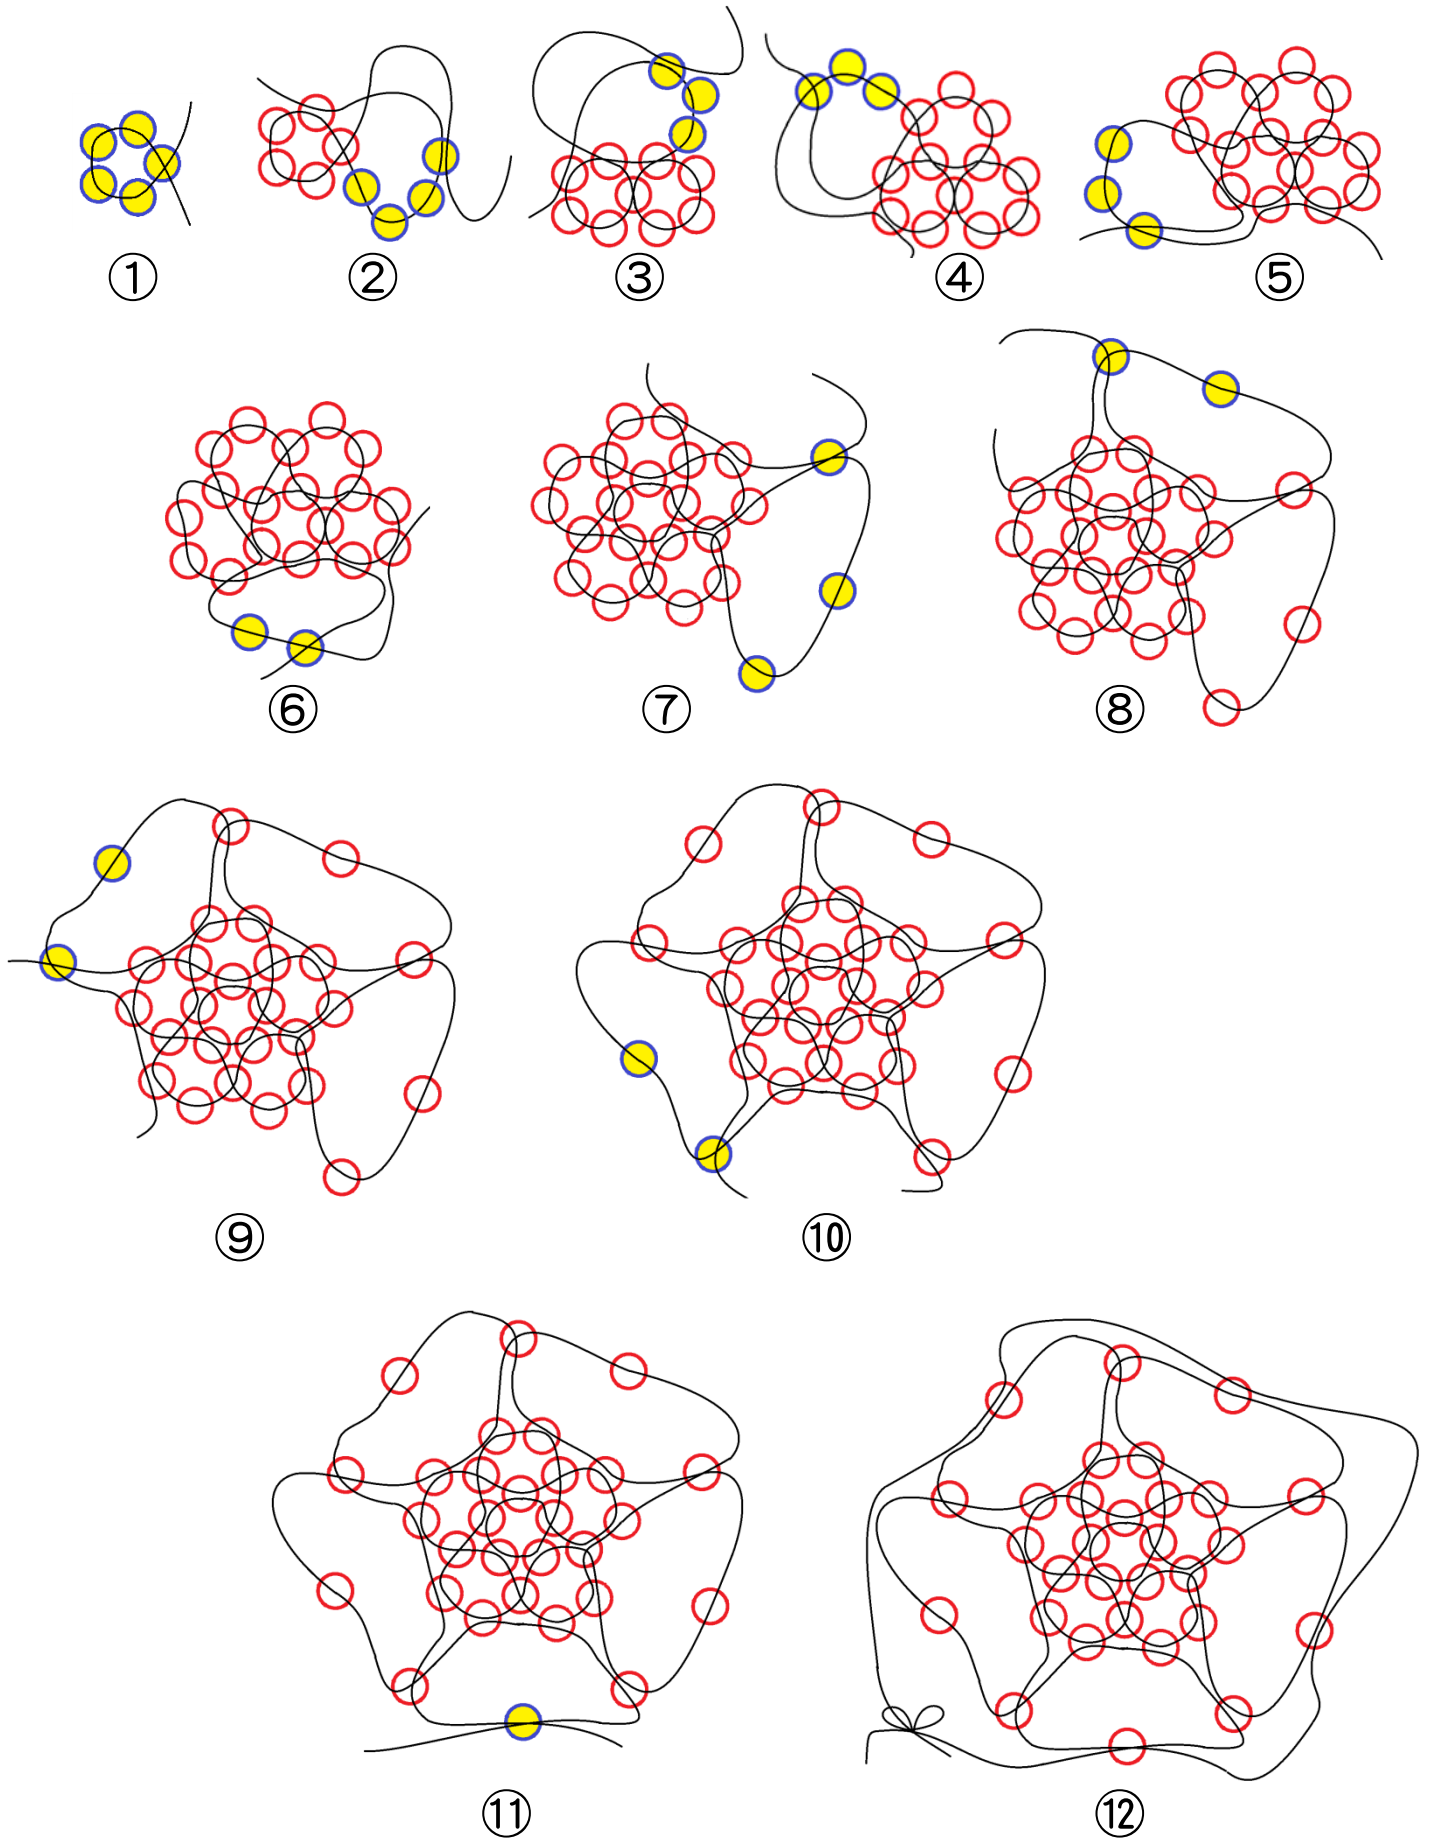 ① ② ③ ④ ⑤
⑥ ⑦ ⑧
⑨ ⑩
⑪ ⑫